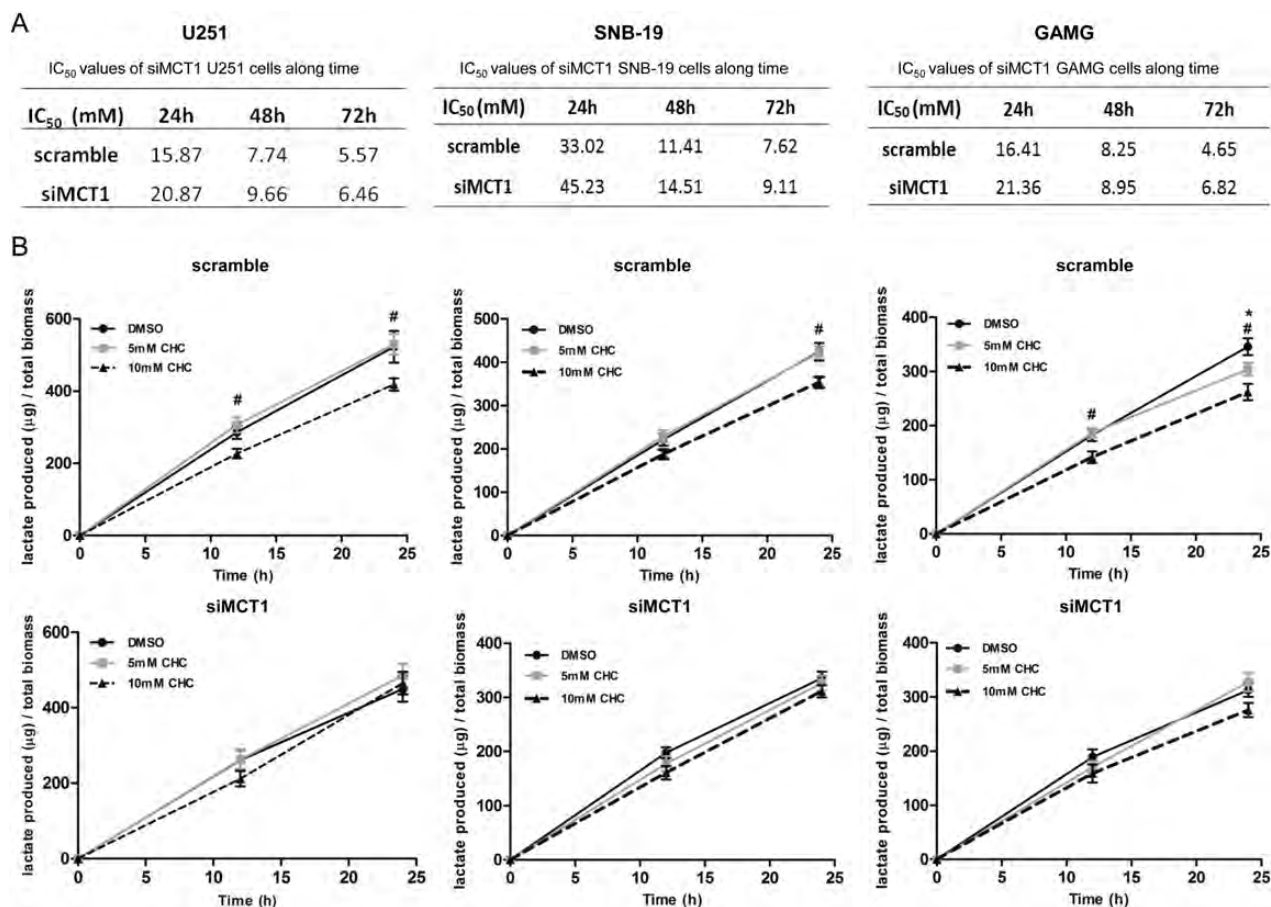 A
U251
IC50 values of siMCT1 U251 cells along time
IC50 (mM) 24h 48h 72h
scramble 15.87 7.74 5.57
siMCT1 20.87 9.66 6.46
SNB-19
IC50 values of siMCT1 SNB-19 cells along time
IC50 (mM) 24h 48h 72h
scramble 33.02 11.41 7.62
siMCT1 45.23 14.51 9.11
GAMG
IC50 values of siMCT1 GAMG cells along time
IC50 (mM) 24h 48h 72h
scramble 16.41 8.25 4.65
siMCT1 21.36 8.95 6.82
B
scramble
lactate produced (µg) / total biomass
600
400
200
0
DMSO
5mM CHC
10mM CHC
#
#
0 5 10 15 20 25
Time (h)
scramble
lactate produced (µg) / total biomass
500
400
300
200
100
0
DMSO
5mM CHC
10mM CHC
#
0 5 10 15 20 25
Time (h)
scramble
lactate produced (µg) / total biomass
400
300
200
100
0
DMSO
5mM CHC
10mM CHC
#
*
#
0 5 10 15 20 25
Time (h)
siMCT1
lactate produced (µg) / total biomass
600
400
200
0
DMSO
5mM CHC
10mM CHC
0 5 10 15 20 25
Time (h)
siMCT1
lactate produced (µg) / total biomass
400
300
200
100
0
DMSO
5mM CHC
10mM CHC
0 5 10 15 20 25
Time (h)
siMCT1
lactate produced (µg) / total biomass
400
300
200
100
0
DMSO
5mM CHC
10mM CHC
0 5 10 15 20 25
Time (h)